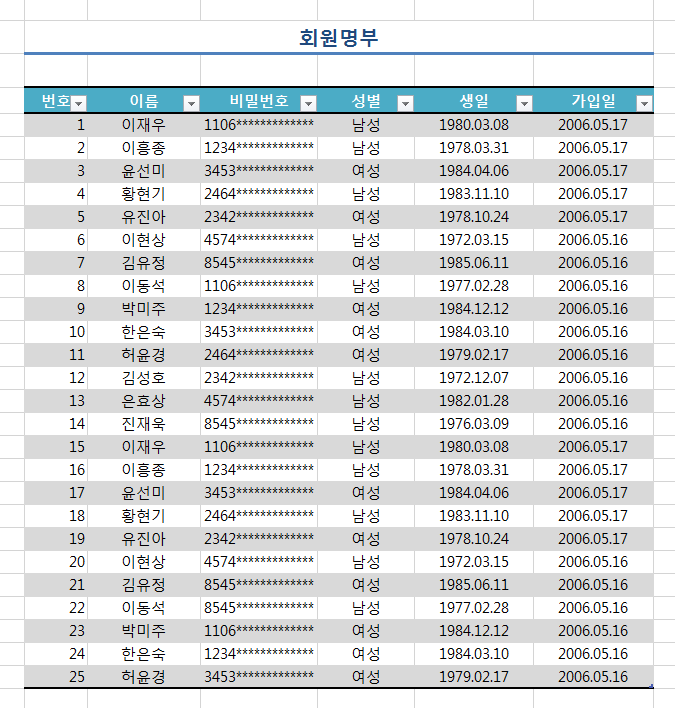 회원명부
번호 이름 비밀번호 성별 생일 가입일
1 이재우 1106************* 남성 1980.03.08 2006.05.17
2 이흥종 1234************* 남성 1978.03.31 2006.05.17
3 윤선미 3453************* 여성 1984.04.06 2006.05.17
4 황현기 2464************* 남성 1983.11.10 2006.05.17
5 유진아 2342************* 여성 1978.10.24 2006.05.17
6 이현상 4574************* 남성 1972.03.15 2006.05.16
7 김유정 8545************* 여성 1985.06.11 2006.05.16
8 이동석 1106************* 남성 1977.02.28 2006.05.16
9 박미주 1234************* 여성 1984.12.12 2006.05.16
10 한은숙 3453************* 여성 1984.03.10 2006.05.16
11 허윤경 2464************* 여성 1979.02.17 2006.05.16
12 김성호 2342************* 남성 1972.12.07 2006.05.16
13 은효상 4574************* 남성 1982.01.28 2006.05.16
14 진재욱 8545************* 남성 1976.03.09 2006.05.16
15 이재우 1106************* 남성 1980.03.08 2006.05.17
16 이흥종 1234************* 남성 1978.03.31 2006.05.17
17 윤선미 3453************* 여성 1984.04.06 2006.05.17
18 황현기 2464************* 남성 1983.11.10 2006.05.17
19 유진아 2342************* 여성 1978.10.24 2006.05.17
20 이현상 4574************* 남성 1972.03.15 2006.05.16
21 김유정 8545************* 여성 1985.06.11 2006.05.16
22 이동석 8545************* 남성 1977.02.28 2006.05.16
23 박미주 1106************* 여성 1984.12.12 2006.05.16
24 한은숙 1234************* 여성 1984.03.10 2006.05.16
25 허윤경 3453************* 여성 1979.02.17 2006.05.16